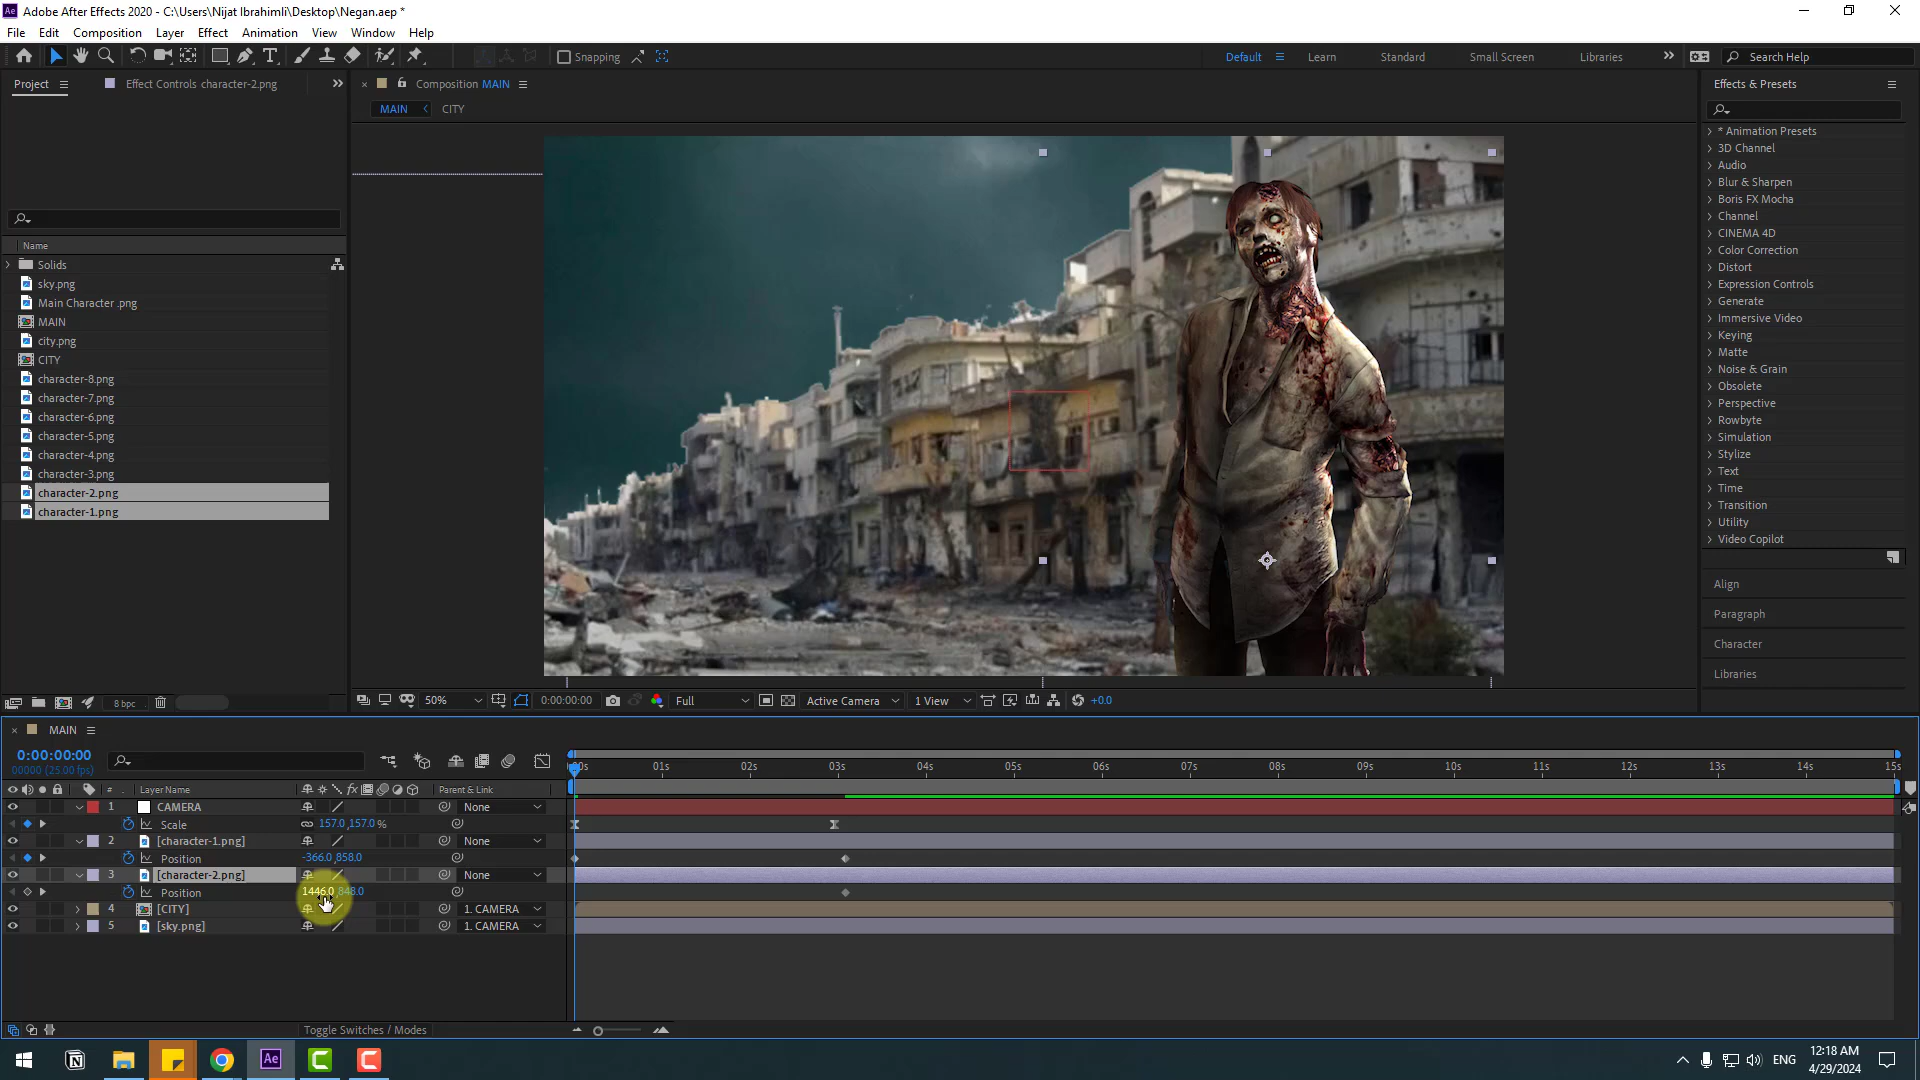 Adobe After Effects 2020 - C:\Users\Nijat Ibrahimli\Desktop\Negan.aep *
File Edit Composition Layer Effect Animation View Window Help
Snapping Default Learn Standard Small Screen Libraries Search Help
Project Effect Controls character-2.png
Composition MAIN
Effects & Presets
MAIN CITY
* Animation Presets
3D Channel
Audio
Blur & Sharpen
Boris FX Mocha
Channel
CINEMA 4D
Color Correction
Distort
Expression Controls
Generate
Immersive Video
Keying
Matte
Noise & Grain
Obsolete
Perspective
Rowbyte
Simulation
Stylize
Text
Time
Transition
Utility
Video Copilot
Align
Paragraph
Character
Libraries
Name
Solids
sky.png
Main Character .png
MAIN
city.png
CITY
character-8.png
character-7.png
character-6.png
character-5.png
character-4.png
character-3.png
character-2.png
character-1.png
8 bpc
50% 0:00:00:00 Full Active Camera 1 View +0.0
MAIN
0:00:00:00
00000 (25.00 fps)
00s 01s 02s 03s 04s 05s 06s 07s 08s 09s 10s 11s 12s 13s 14s 15s
# Layer Name Parent & Link
1 CAMERA None
Scale 157.0,157.0 %
2 [character-1.png] None
Position -366.0,858.0
3 [character-2.png] None
Position 1446.0,848.0
4 [CITY] 1. CAMERA
5 [sky.png] 1. CAMERA
Toggle Switches / Modes
ENG
12:18 AM
4/29/2024